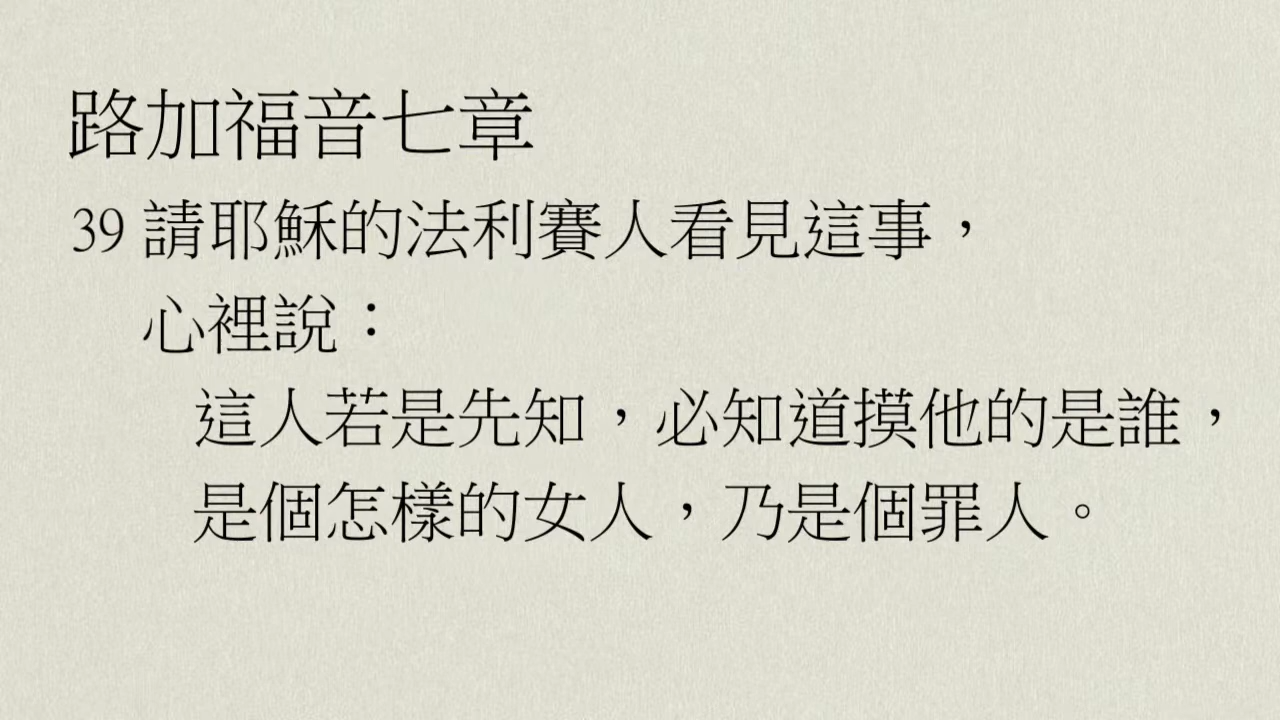 路加福音七章
39 請耶穌的法利賽人看見這事，
心裡說：
這人若是先知，必知道摸他的是誰，
是個怎樣的女人，乃是個罪人。